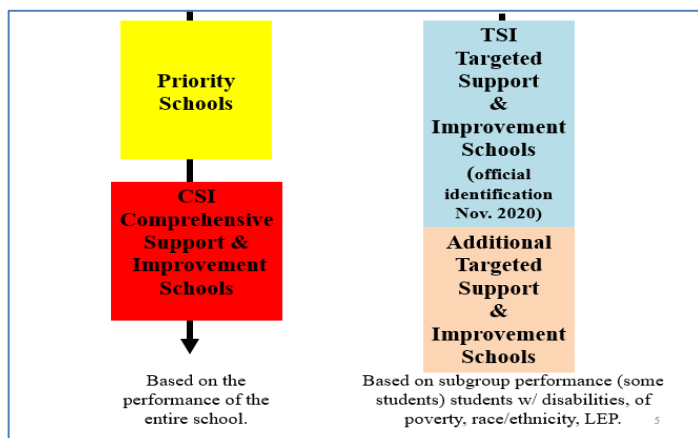 Priority
Schools
CSI
Comprehensive
Support &
Improvement
Schools
Based on the
performance of the
entire school.
TSI
Targeted
Support
&
Improvement
Schools
(official
identification
Nov. 2020)
Additional
Targeted
Support
&
Improvement
Schools
Based on subgroup performance (some
students) students w/ disabilities, of
poverty, race/ethnicity, LEP.
5